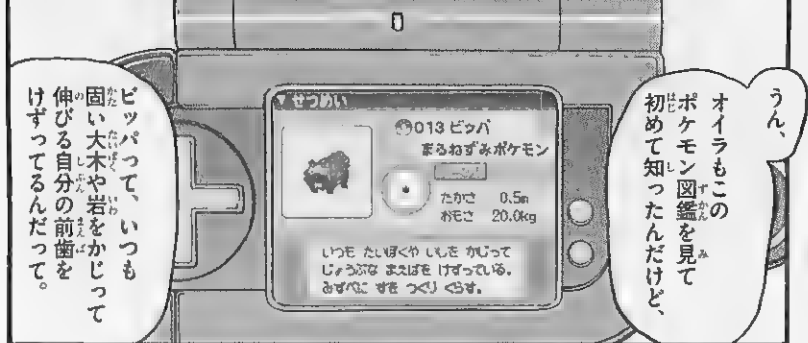 うん、
オイラもこの
ポケモン図鑑を見て
初めて知ったんだけど、
▼せつめい
013 ビッパ
まるねずみポケモン
たかさ 0.5m
おもさ 20.0kg
いつも たいぼくや いしを かじって
じょうぶな まえばを けずっている。
みずべに すを つくり くらす。
ビッパって、いつも
固い大木や岩をかじって
伸びる自分の前歯を
けずってるんだって。